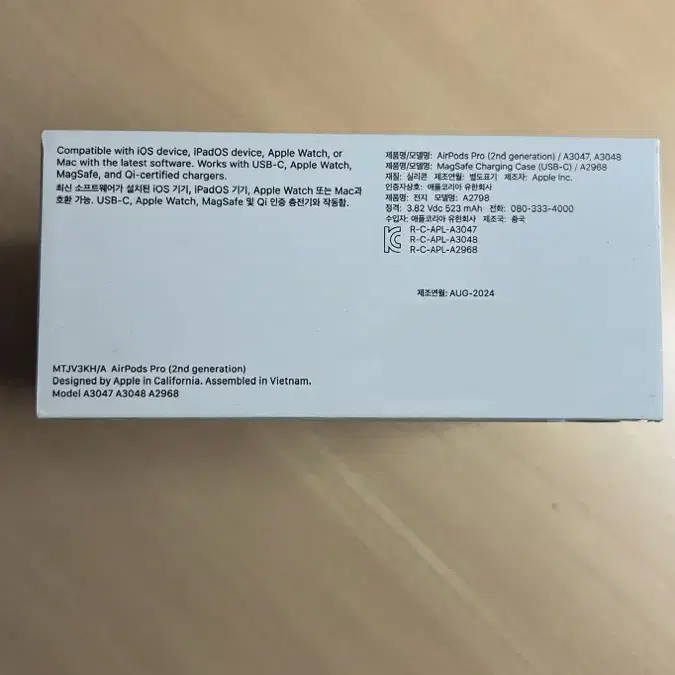 Compatible with iOS device, iPadOS device, Apple Watch, or
Mac with the latest software. Works with USB-C, Apple Watch,
MagSafe, and Qi-certified chargers.
최신 소프트웨어가 설치된 iOS 기기, iPadOS 기기, Apple Watch 또는 Mac과
호환 가능. USB-C, Apple Watch, MagSafe 및 Qi 인증 충전기와 작동함.
제품명/모델명: AirPods Pro (2nd generation) / A3047, A3048
제품명/모델명: MagSafe Charging Case (USB-C) / A2968
재질: 실리콘 제조연월: 별도표기 제조자: Apple Inc.
인증자상호: 애플코리아 유한회사
제품명: 전지 모델명: A2798
정격: 3.82 Vdc 523 mAh 전화: 080-333-4000
수입자: 애플코리아 유한회사 제조국: 중국
R-C-APL-A3047
R-C-APL-A3048
R-C-APL-A2968
제조연월: AUG-2024
MTJV3KH/A AirPods Pro (2nd generation)
Designed by Apple in California. Assembled in Vietnam.
Model A3047 A3048 A2968